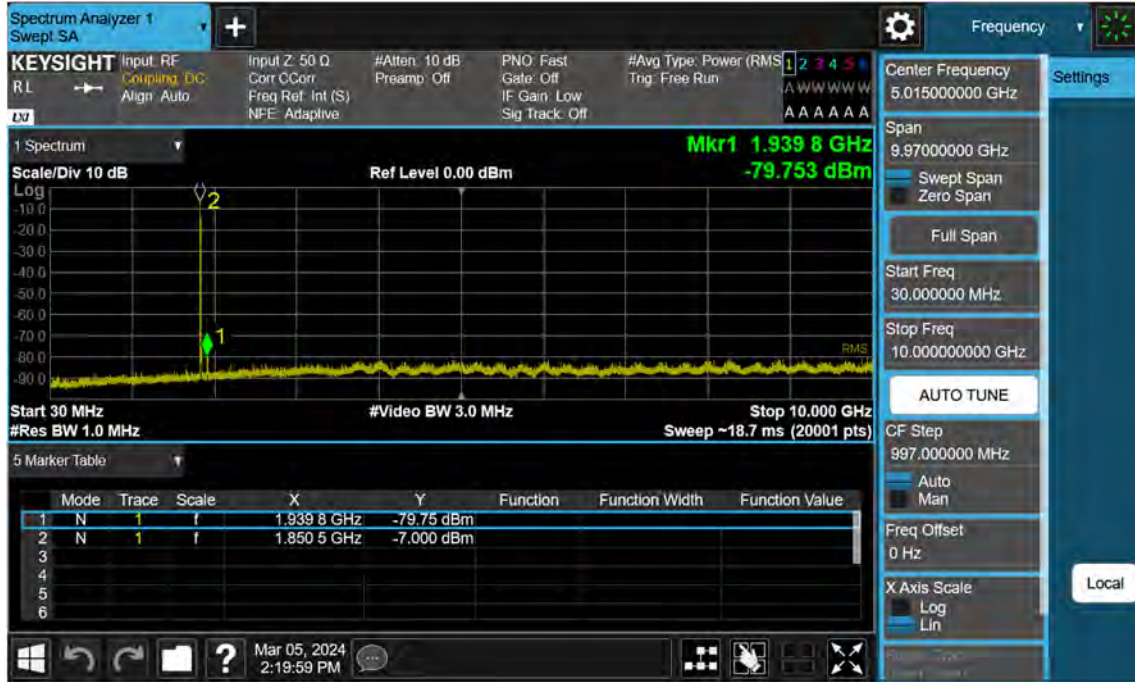 Spectrum Analyzer 1
Swept SA
+
Frequency
KEYSIGHT
RL
LXI
Input: RF
Coupling: DC
Align: Auto
Input Z: 50 Ω
Corr CCorr
Freq Ref: Int (S)
NFE: Adaptive
#Atten: 10 dB
Preamp: Off
PNO: Fast
Gate: Off
IF Gain: Low
Sig Track: Off
#Avg Type: Power (RMS
Trig: Free Run
1 2 3 4 5 6
A W W W W W
A A A A A A
1 Spectrum
Scale/Div 10 dB
Ref Level 0.00 dBm
Mkr1 1.939 8 GHz
-79.753 dBm
Log
-10.0
-20.0
-30.0
-40.0
-50.0
-60.0
-70.0
-80.0
-90.0
2
1
RMS
Start 30 MHz
#Video BW 3.0 MHz
Stop 10.000 GHz
#Res BW 1.0 MHz
Sweep ~18.7 ms (20001 pts)
5 Marker Table
Mode Trace Scale X Y Function Function Width Function Value
1 N 1 f 1.939 8 GHz -79.75 dBm
2 N 1 f 1.850 5 GHz -7.000 dBm
3
4
5
6
Center Frequency
5.015000000 GHz
Span
9.97000000 GHz
Swept Span
Zero Span
Full Span
Start Freq
30.000000 MHz
Stop Freq
10.000000000 GHz
AUTO TUNE
CF Step
997.000000 MHz
Auto
Man
Freq Offset
0 Hz
X Axis Scale
Log
Lin
Settings
Local
?
Mar 05, 2024
2:19:59 PM